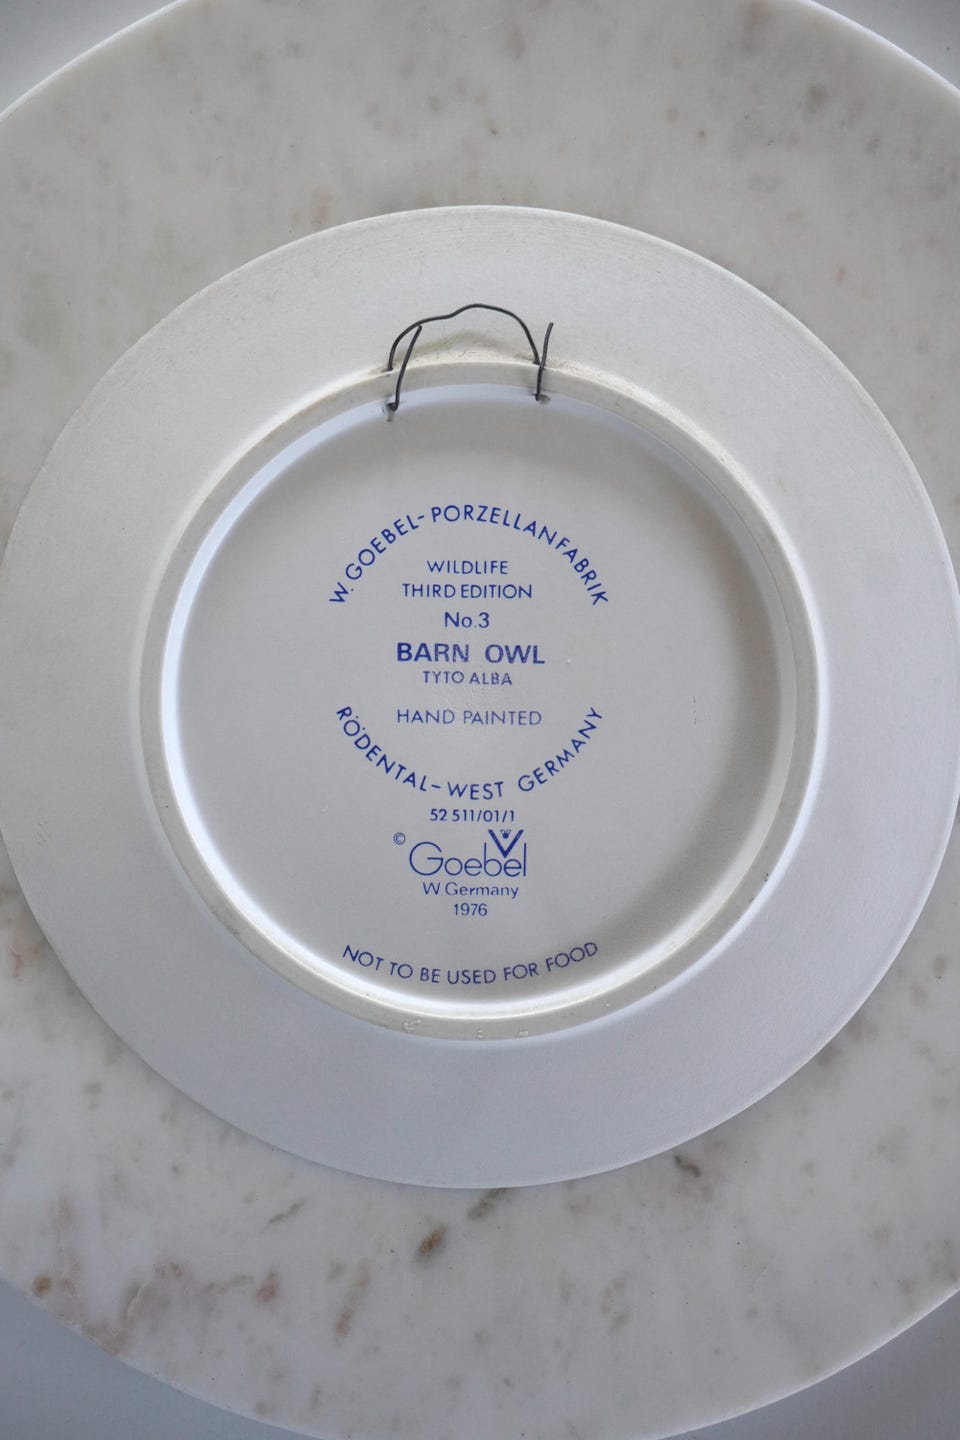 W. GOEBEL-PORZELLANFABRIK
WILDLIFE
THIRD EDITION
No.3
BARN OWL
TYTO ALBA
HAND PAINTED
RÖDENTAL-WEST GERMANY
52 511/01/1
© Goebel
W.Germany
1976
NOT TO BE USED FOR FOOD